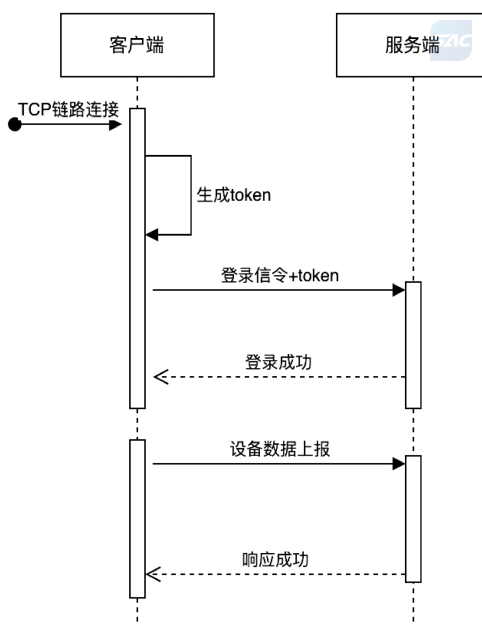 客户端
服务端
SAC
TCP链路连接
生成token
登录信令+token
登录成功
设备数据上报
响应成功